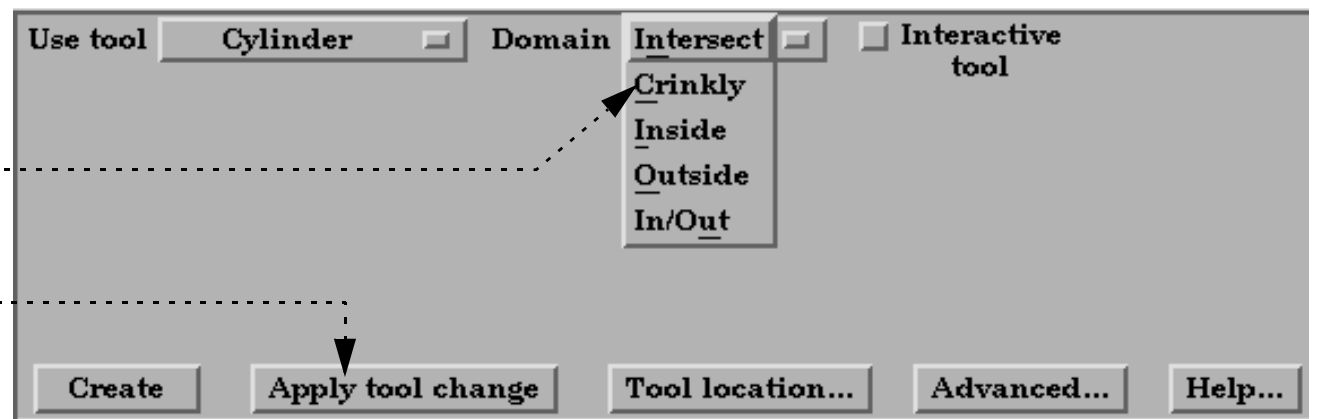 Use tool Cylinder Domain Intersect Interactive
tool
Crinkly
Inside
Outside
In/Out
Create Apply tool change Tool location... Advanced... Help...